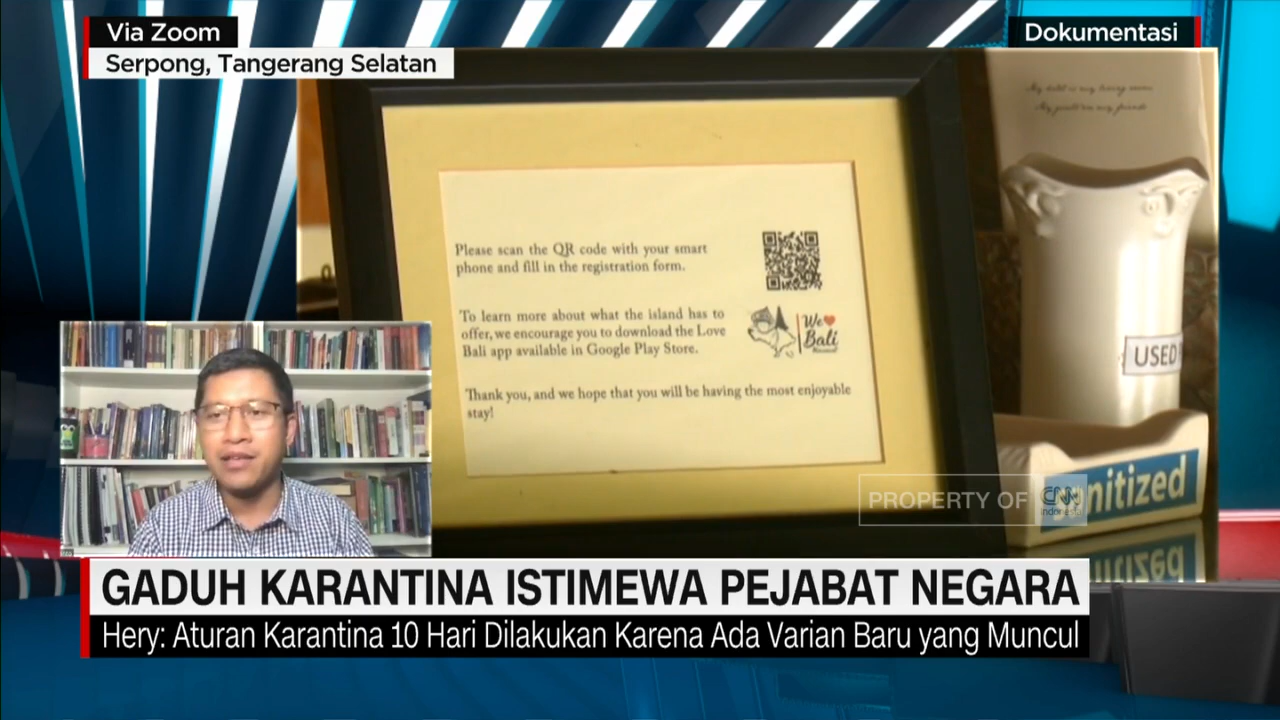 Via Zoom
Serpong, Tangerang Selatan
Dokumentasi
Please scan the QR code with your smart
phone and fill in the registration form.
To learn more about what the island has to
offer, we encourage you to download the Love
Bali app available in Google Play Store.
We
Bali
Thank you, and we hope that you will be having the most enjoyable
stay!
USED
PROPERTY OF CNN
Indonesia
GADUH KARANTINA ISTIMEWA PEJABAT NEGARA
Hery: Aturan Karantina 10 Hari Dilakukan Karena Ada Varian Baru yang Muncul